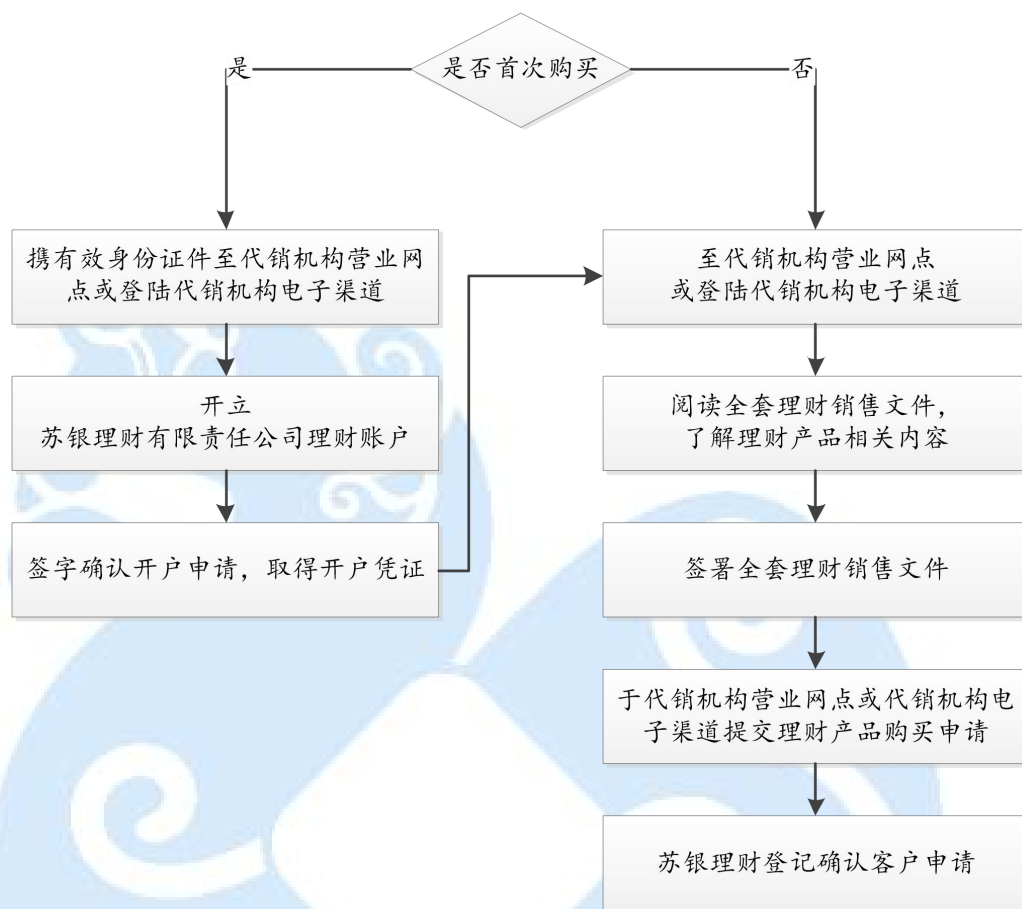 是否首次购买
是
否
携有效身份证件至代销机构营业网
点或登陆代销机构电子渠道
开立
苏银理财有限责任公司理财账户
签字确认开户申请，取得开户凭证
至代销机构营业网点
或登陆代销机构电子渠道
阅读全套理财销售文件，
了解理财产品相关内容
签署全套理财销售文件
于代销机构营业网点或代销机构电
子渠道提交理财产品购买申请
苏银理财登记确认客户申请